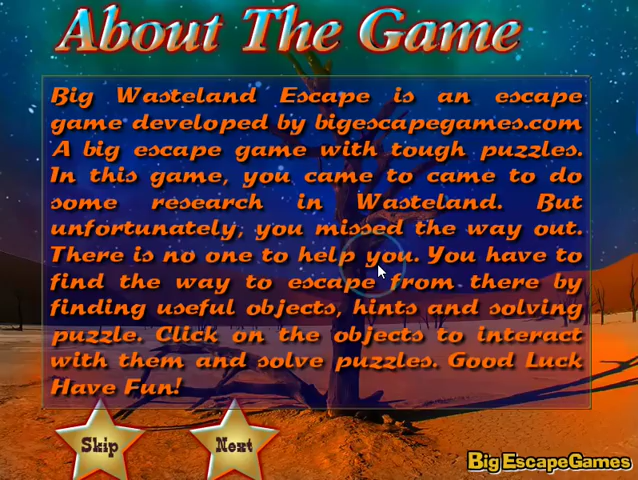 About The Game
Big Wasteland Escape is an escape
game developed by bigescapegames.com
A big escape game with tough puzzles.
In this game, you came to came to do
some research in Wasteland. But
unfortunately, you missed the way out.
There is no one to help you. You have to
find the way to escape from there by
finding useful objects, hints and solving
puzzle. Click on the objects to interact
with them and solve puzzles. Good Luck
Have Fun!
Skip
Next
BigEscapeGames